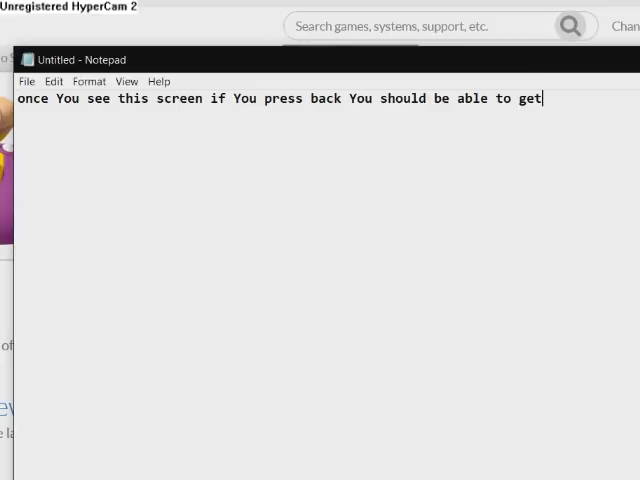 Unregistered HyperCam 2
Search games, systems, support, etc.
Chan
Untitled - Notepad
File Edit Format View Help
once You see this screen if You press back You should be able to get
of